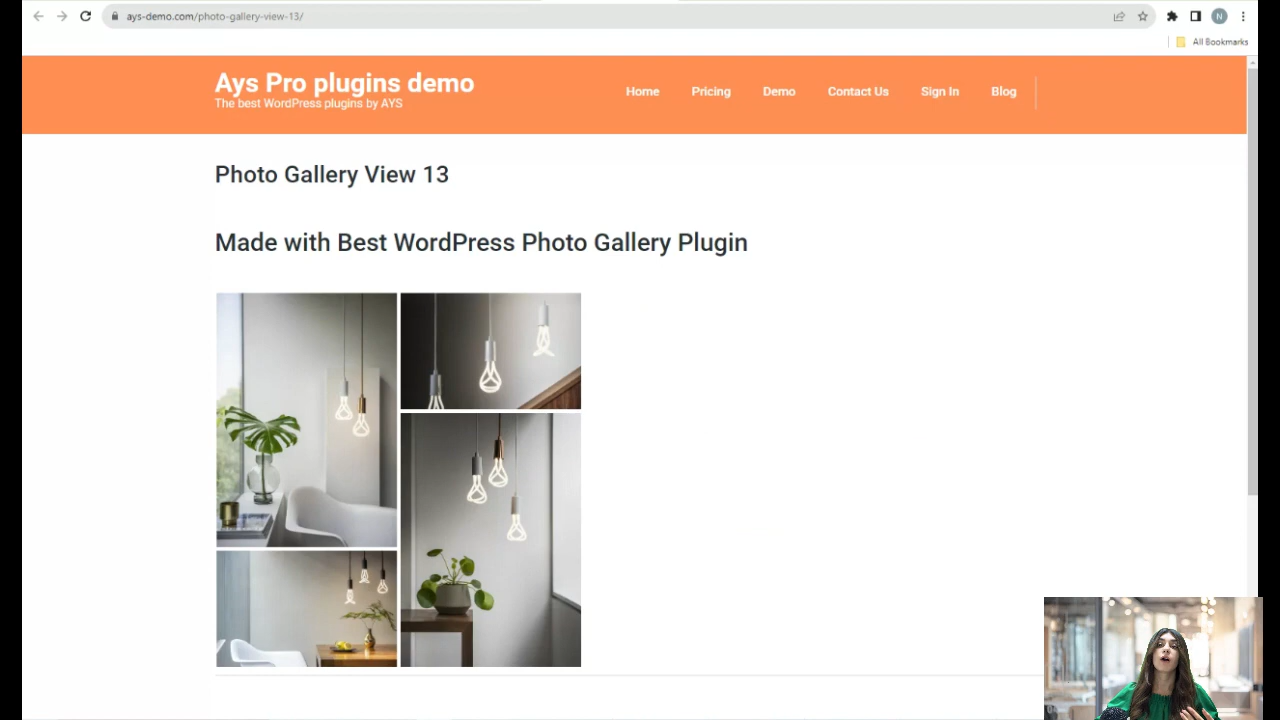 ays-demo.com/photo-gallery-view-13/
N
All Bookmarks
Ays Pro plugins demo
The best WordPress plugins by AYS
Home
Pricing
Demo
Contact Us
Sign In
Blog
Photo Gallery View 13
Made with Best WordPress Photo Gallery Plugin